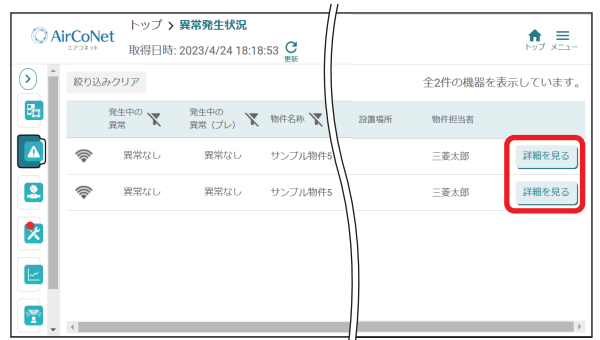 AirCoNet
エアコネット
トップ 異常発生状況
取得日時: 2023/4/24 18:18:53
更新
トップ メニュー
絞り込みクリア
全2件の機器を表示しています。
発生中の異常 発生中の異常（プレ） 物件名称 設置場所 物件担当者
異常なし 異常なし サンプル物件5 三菱太郎 詳細を見る
異常なし 異常なし サンプル物件5 三菱太郎 詳細を見る